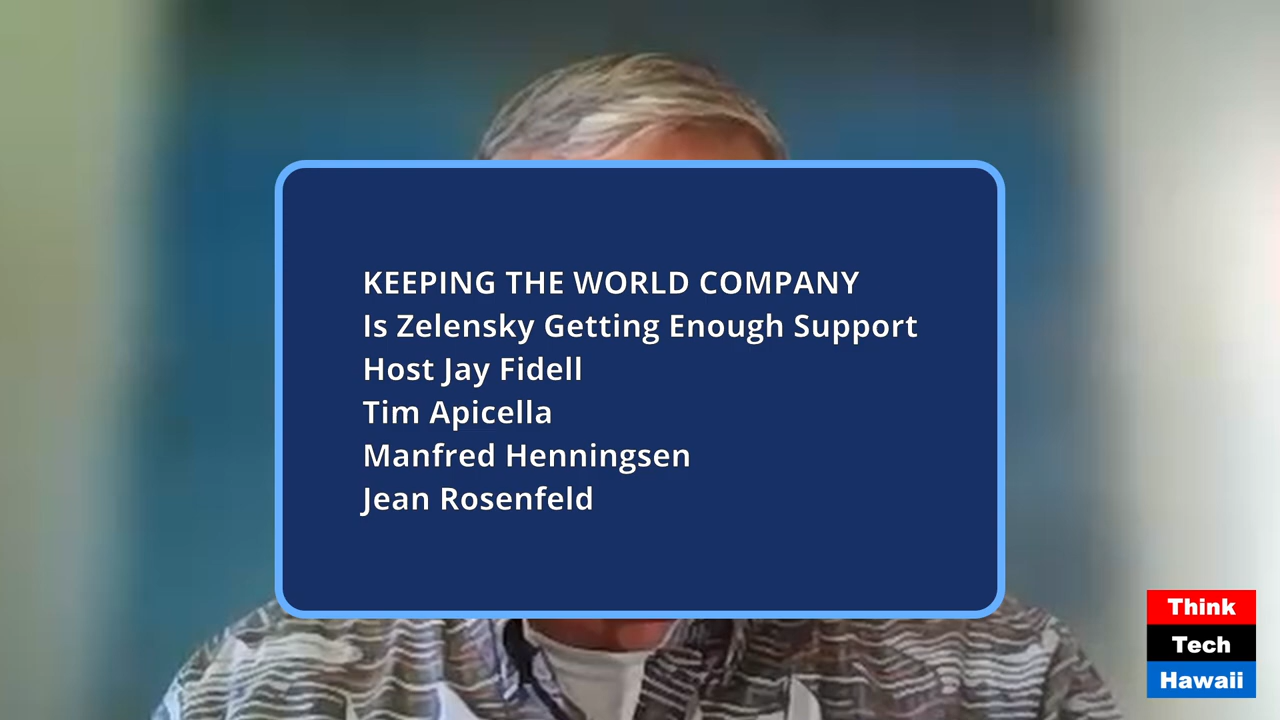 KEEPING THE WORLD COMPANY
Is Zelensky Getting Enough Support
Host Jay Fidell
Tim Apicella
Manfred Henningsen
Jean Rosenfeld
Think
Tech
Hawaii